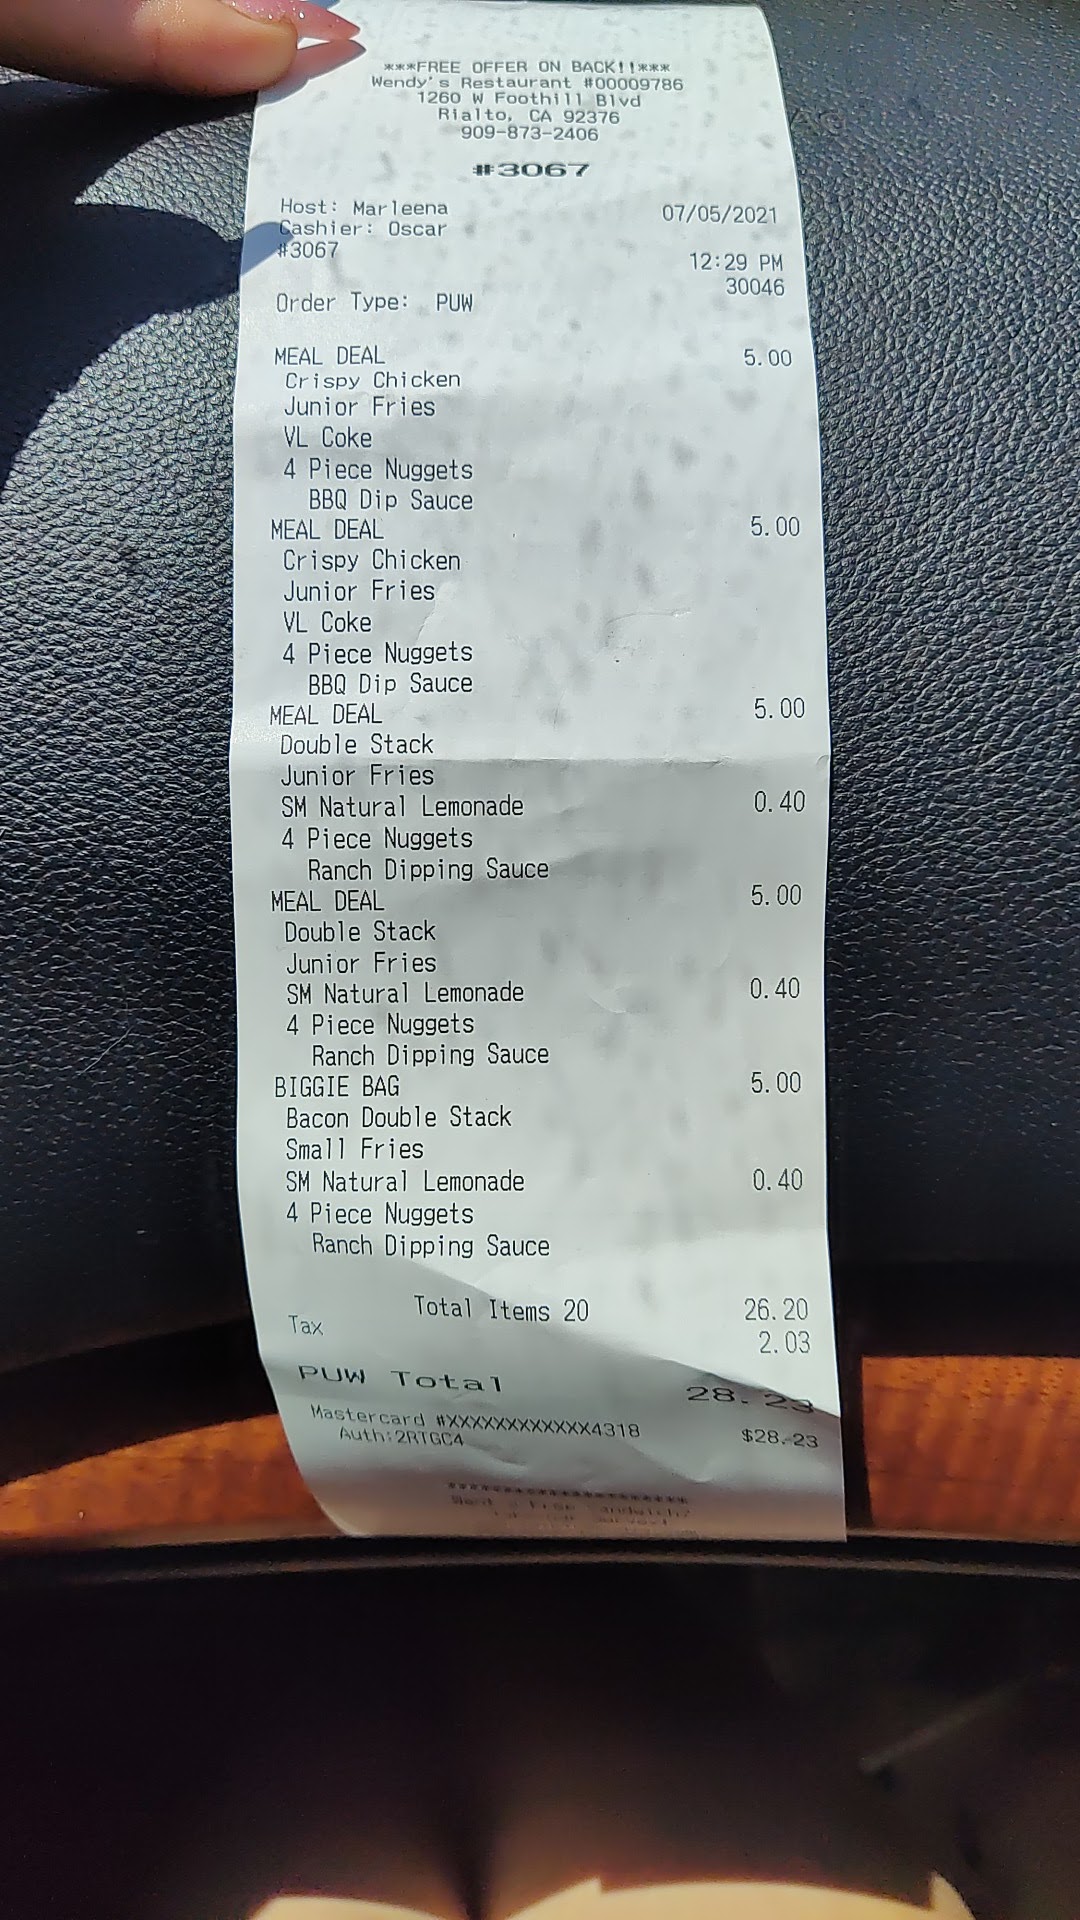 ***FREE OFFER ON BACK!!***
Wendy's Restaurant #00009786
1260 W Foothill Blvd
Rialto, CA 92376
909-873-2406
#3067
Host: Marleena 07/05/2021
Cashier: Oscar
#3067 12:29 PM
30046
Order Type: PUW
MEAL DEAL 5.00
Crispy Chicken
Junior Fries
VL Coke
4 Piece Nuggets
BBQ Dip Sauce
MEAL DEAL 5.00
Crispy Chicken
Junior Fries
VL Coke
4 Piece Nuggets
BBQ Dip Sauce
MEAL DEAL 5.00
Double Stack
Junior Fries
SM Natural Lemonade 0.40
4 Piece Nuggets
Ranch Dipping Sauce
MEAL DEAL 5.00
Double Stack
Junior Fries
SM Natural Lemonade 0.40
4 Piece Nuggets
Ranch Dipping Sauce
BIGGIE BAG 5.00
Bacon Double Stack
Small Fries
SM Natural Lemonade 0.40
4 Piece Nuggets
Ranch Dipping Sauce
Total Items 20 26.20
Tax 2.03
PUW Total 28.23
Mastercard #XXXXXXXXXXXX4318 $28.23
Auth:2RTGC4